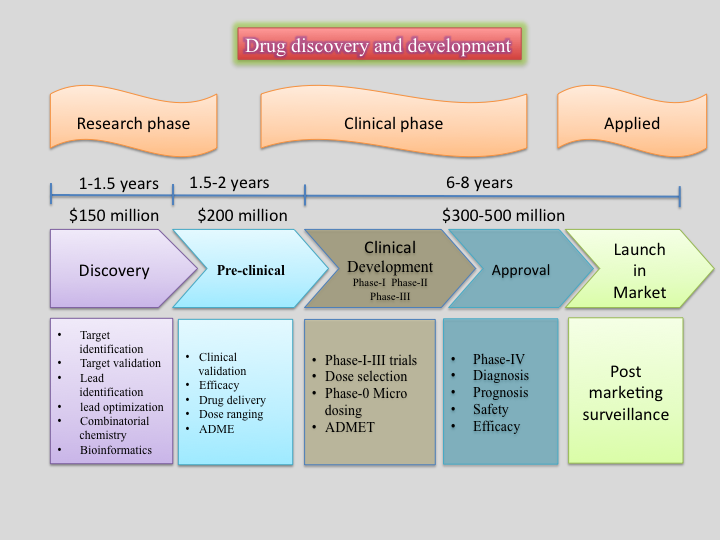 Drug discovery and development
Research phase
Clinical phase
Applied
1-1.5 years
1.5-2 years
6-8 years
$150 million
$200 million
$300-500 million
Discovery
Pre-clinical
Clinical
Development
Phase-I Phase-II
Phase-III
Approval
Launch
in
Market
• Target
identification
• Target validation
• Lead
identification
• lead optimization
• Combinatorial
chemistry
• Bioinformatics
• Clinical
validation
• Efficacy
• Drug delivery
• Dose ranging
• ADME
• Phase-I-III trials
• Dose selection
• Phase-0 Micro
dosing
• ADMET
• Phase-IV
• Diagnosis
• Prognosis
• Safety
• Efficacy
Post
marketing
surveillance